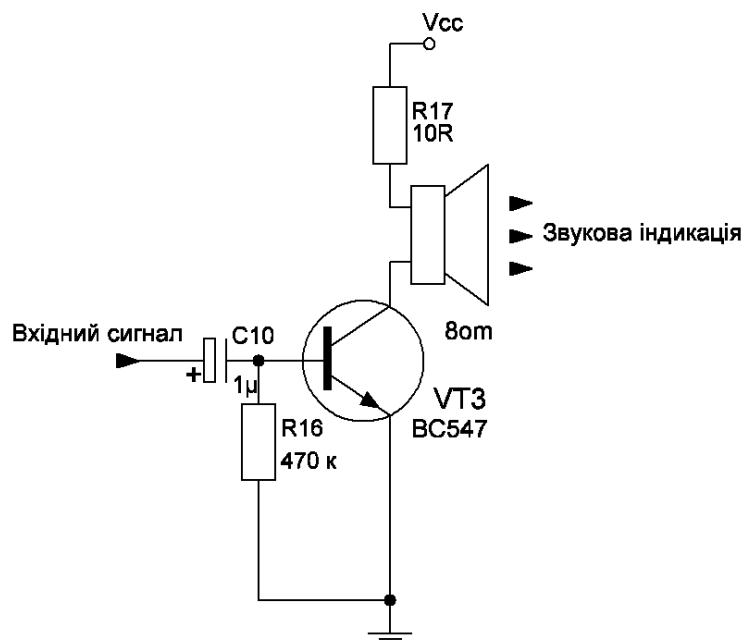 Vcc
R17
10R
Звукова індикація
8om
Вхідний сигнал
C10
+
1µ
VT3
BC547
R16
470 к